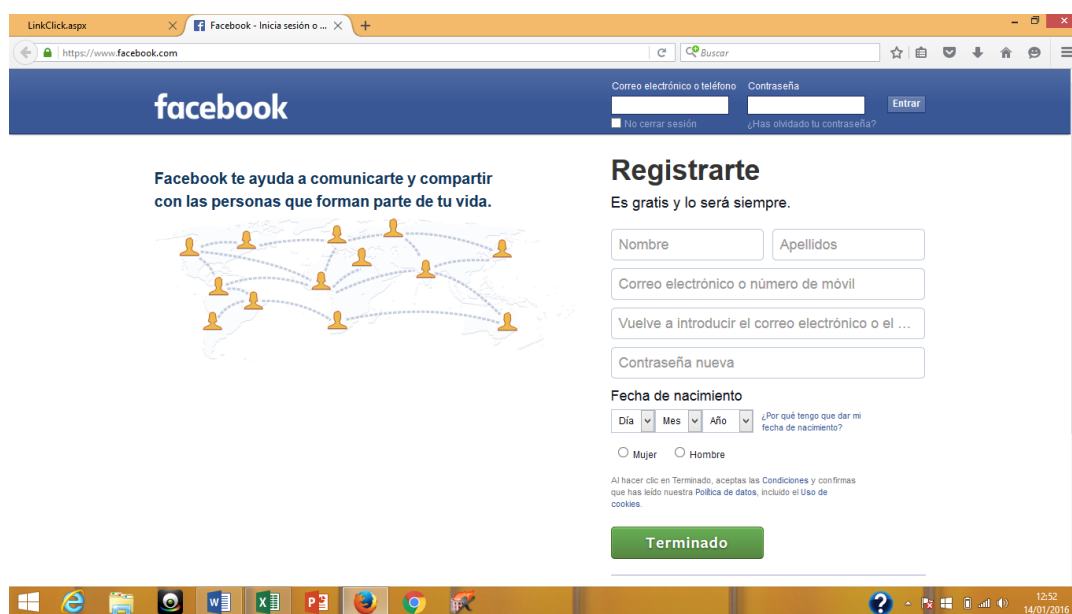 LinkClick.aspx
Facebook - Inicia sesión o ...
https://www.facebook.com
Buscar
facebook
Correo electrónico o teléfono
Contraseña
Entrar
No cerrar sesión
¿Has olvidado tu contraseña?
Facebook te ayuda a comunicarte y compartir
con las personas que forman parte de tu vida.
Registrarte
Es gratis y lo será siempre.
Nombre
Apellidos
Correo electrónico o número de móvil
Vuelve a introducir el correo electrónico o el ...
Contraseña nueva
Fecha de nacimiento
Día Mes Año
¿Por qué tengo que dar mi
fecha de nacimiento?
Mujer Hombre
Al hacer clic en Terminado, aceptas las Condiciones y confirmas
que has leído nuestra Política de datos, incluido el Uso de
cookies.
Terminado
12:52
14/01/2016